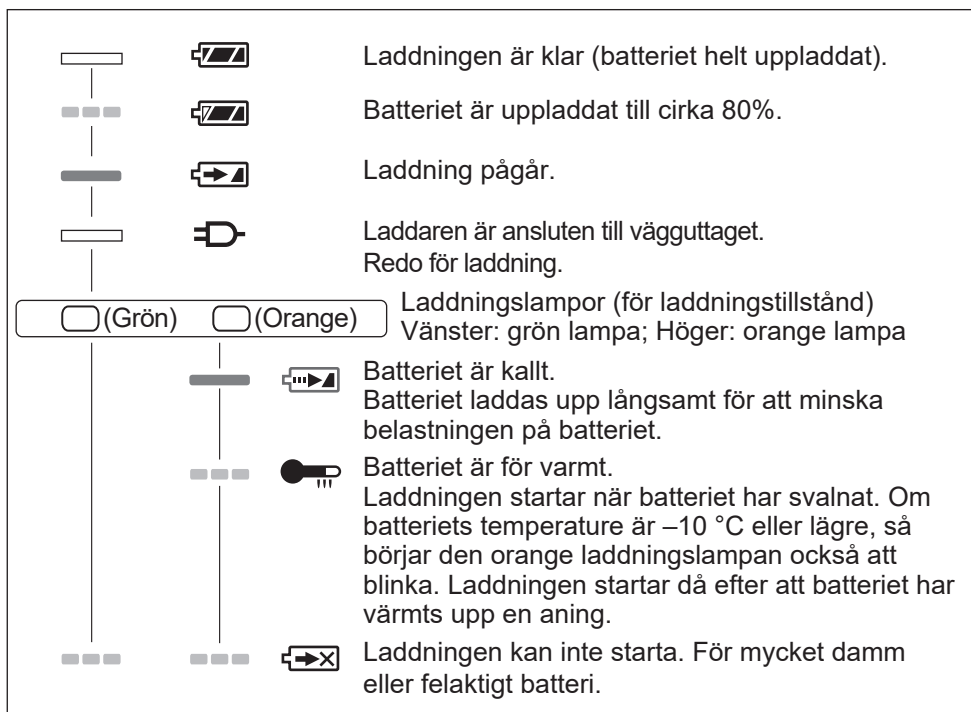 Laddningen är klar (batteriet helt uppladdat).
Batteriet är uppladdat till cirka 80%.
Laddning pågår.
Laddaren är ansluten till vägguttaget.
Redo för laddning.
(Grön) (Orange)
Laddningslampor (för laddningstillstånd)
Vänster: grön lampa; Höger: orange lampa
Batteriet är kallt.
Batteriet laddas upp långsamt för att minska
belastningen på batteriet.
Batteriet är för varmt.
Laddningen startar när batteriet har svalnat. Om
batteriets temperature är –10 °C eller lägre, så
börjar den orange laddningslampan också att
blinka. Laddningen startar då efter att batteriet har
värmts upp en aning.
Laddningen kan inte starta. För mycket damm
eller felaktigt batteri.